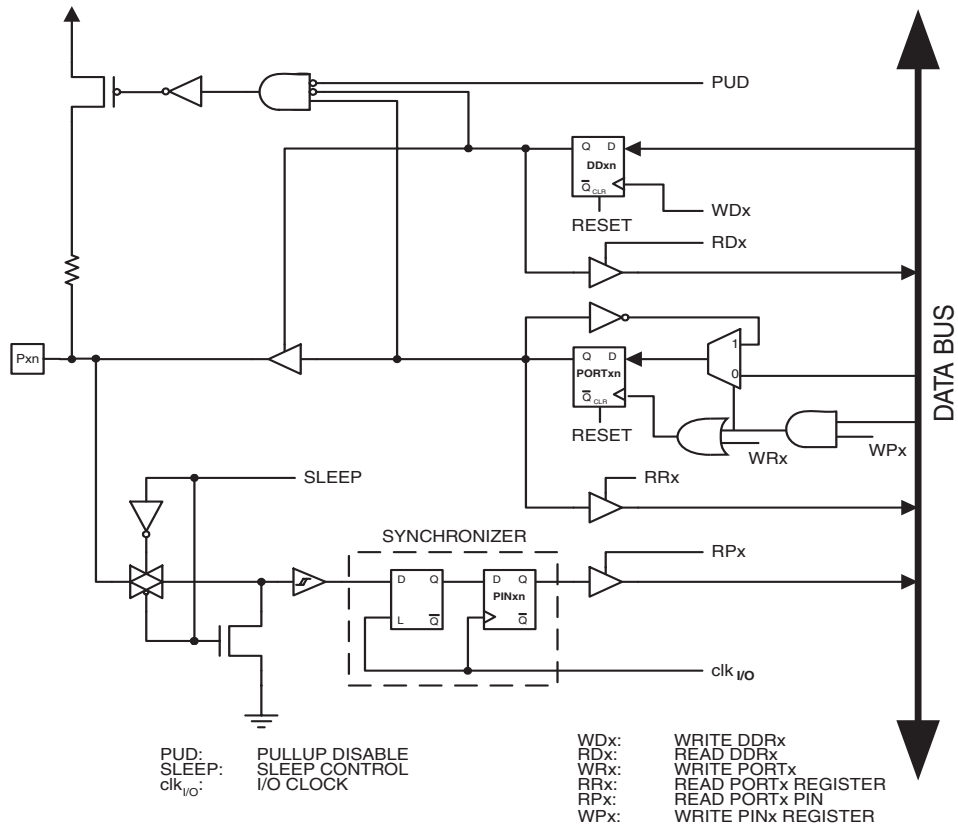 PUD
Q D
DDxn
Q CLR
WDx
RESET
RDx
1
Pxn
Q D
PORTxn
0
Q CLR
RESET
WRx
WPx
DATA BUS
SLEEP
RRx
SYNCHRONIZER
RPx
D Q
L Q
D Q
PINxn
Q
clk I/O
PUD: PULLUP DISABLE
SLEEP: SLEEP CONTROL
clkI/O: I/O CLOCK
WDx: WRITE DDRx
RDx: READ DDRx
WRx: WRITE PORTx
RRx: READ PORTx REGISTER
RPx: READ PORTx PIN
WPx: WRITE PINx REGISTER